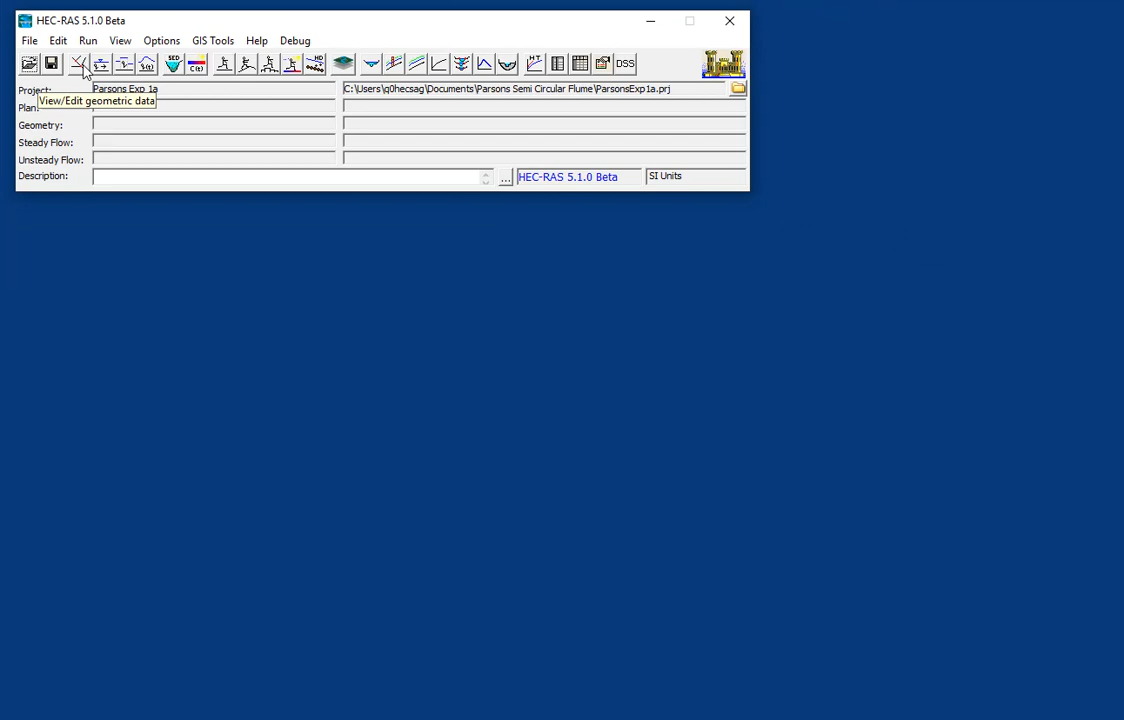 HEC-RAS 5.1.0 Beta
File Edit Run View Options GIS Tools Help Debug
SED C(t) HD H.T. DSS
Project: Parsons Exp 1a C:\Users\q0hecsag\Documents\Parsons Semi Circular Flume\ParsonsExp1a.prj
View/Edit geometric data
Plan:
Geometry:
Steady Flow:
Unsteady Flow:
Description: ... HEC-RAS 5.1.0 Beta SI Units